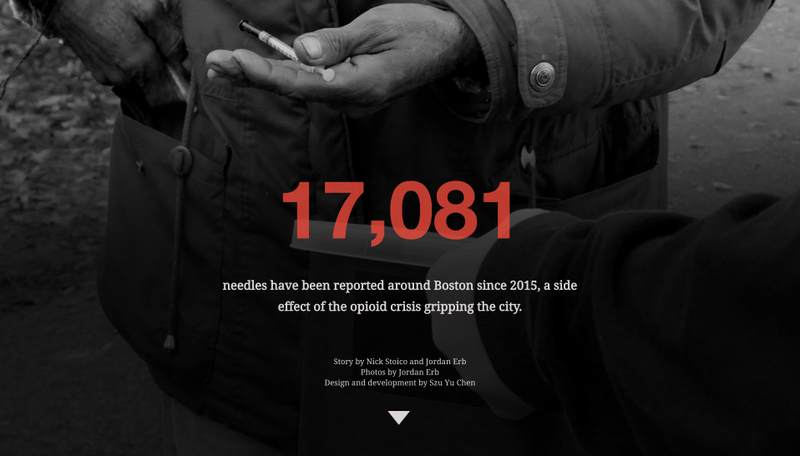 17,081
needles have been reported around Boston since 2015, a side
effect of the opioid crisis gripping the city.
Story by Nick Stoico and Jordan Erb
Photos by Jordan Erb
Design and development by Szu Yu Chen